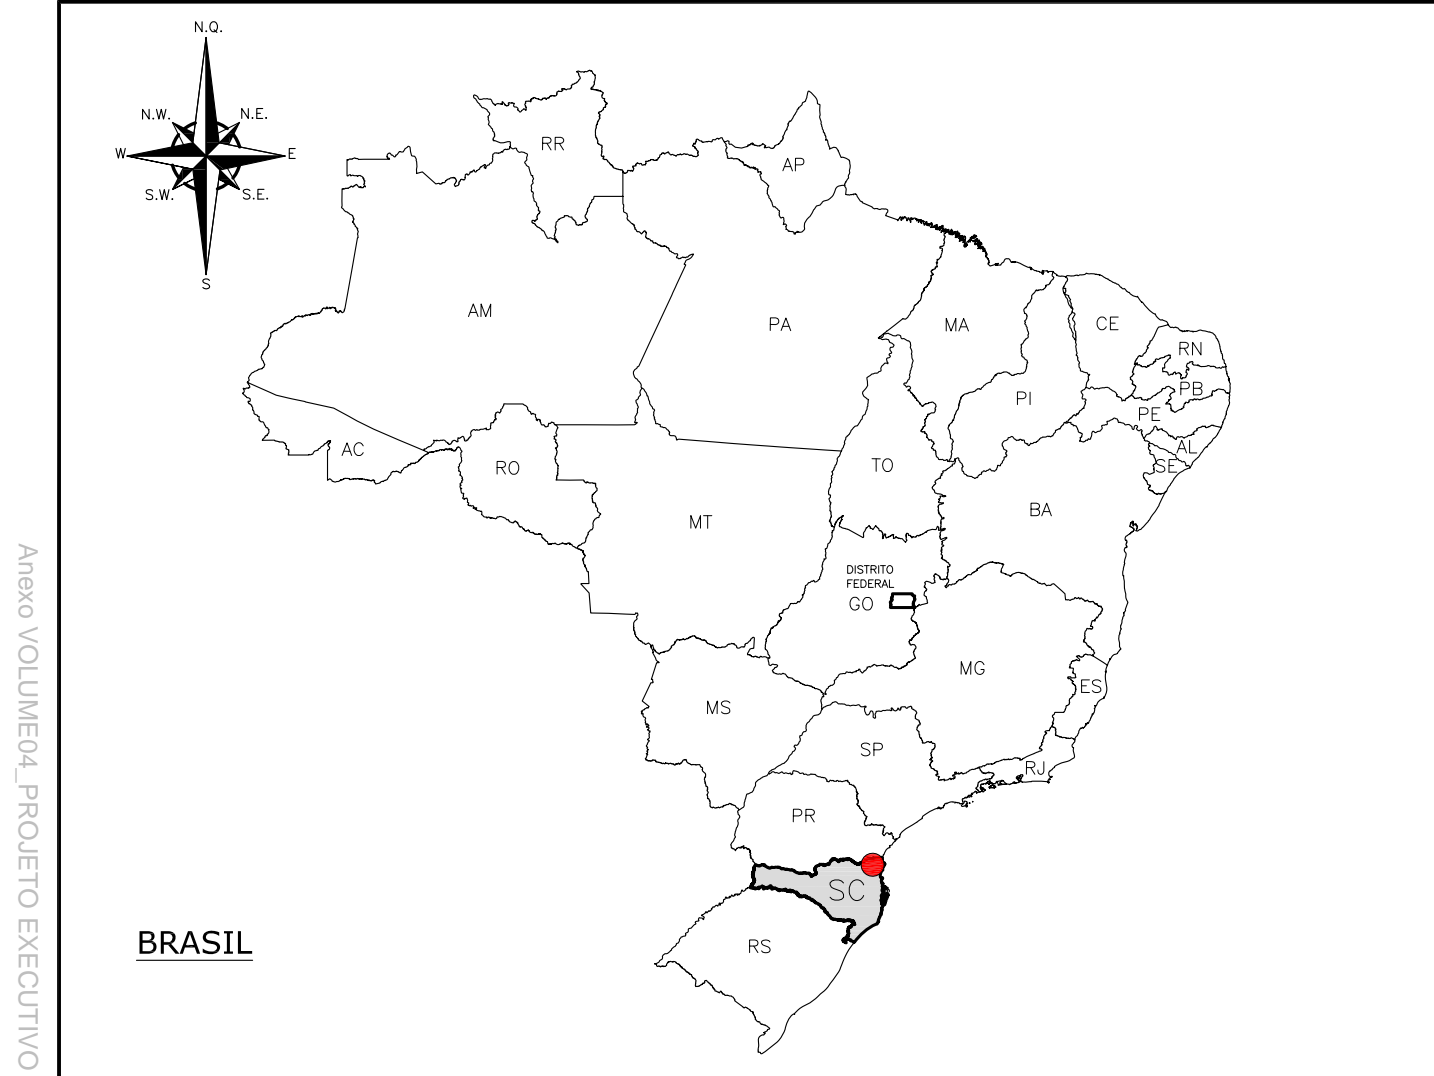 N.Q.
N.W.
N.E.
W
E
S.W.
S.E.
S
RR
AP
AM
PA
MA
CE
RN
PB
PI
PE
AL
SE
AC
RO
TO
BA
MT
DISTRITO
FEDERAL
GO
MG
ES
MS
SP
RJ
PR
SC
RS
BRASIL
Anexo VOLUME04_PROJETO EXECUTIVO